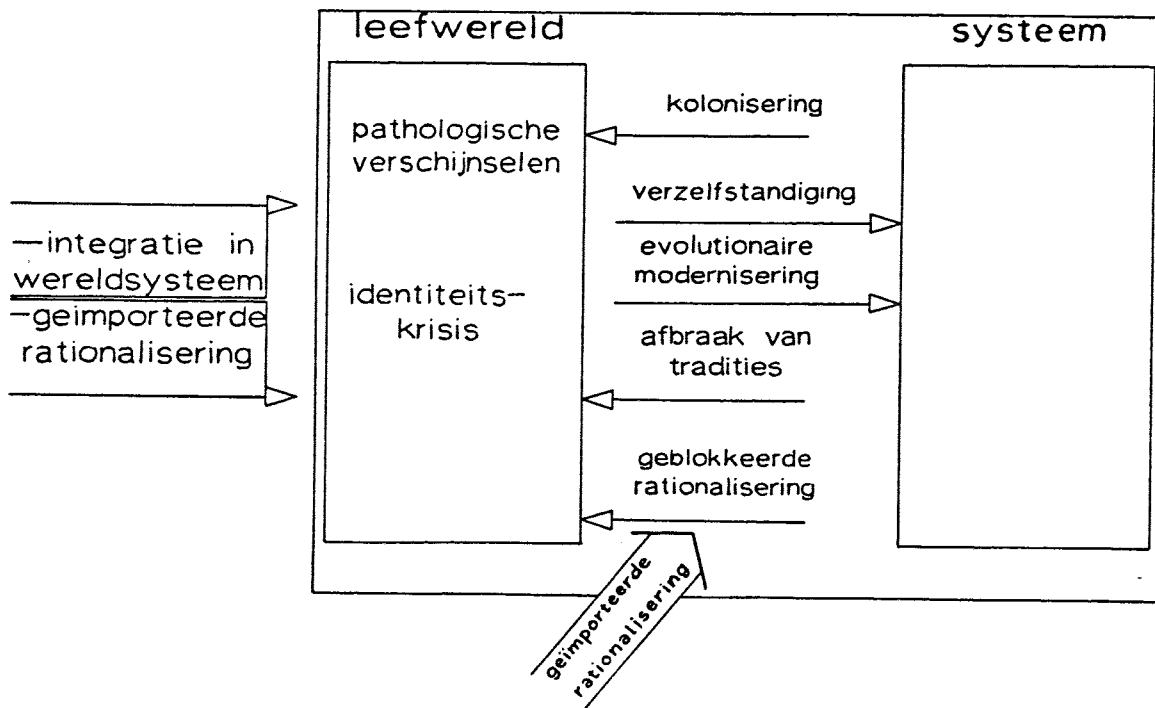 leefwereld
systeem
pathologische
verschijnselen
identiteits-
krisis
kolonisering
verzelfstandiging
evolutionaire
modernisering
afbraak van
tradities
geblokkeerde
rationalisering
—integratie in
wereldsysteem
—geimporteerde
rationalisering
geïmporteerde
rationalisering